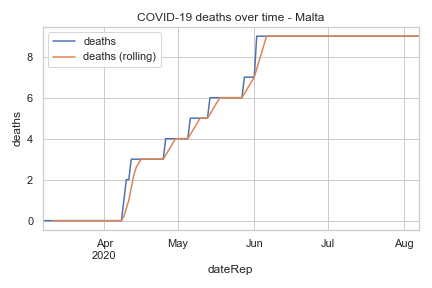 COVID-19 deaths over time - Malta
deaths
deaths (rolling)
deaths
8
6
4
2
0
Apr
2020
May
Jun
Jul
Aug
dateRep